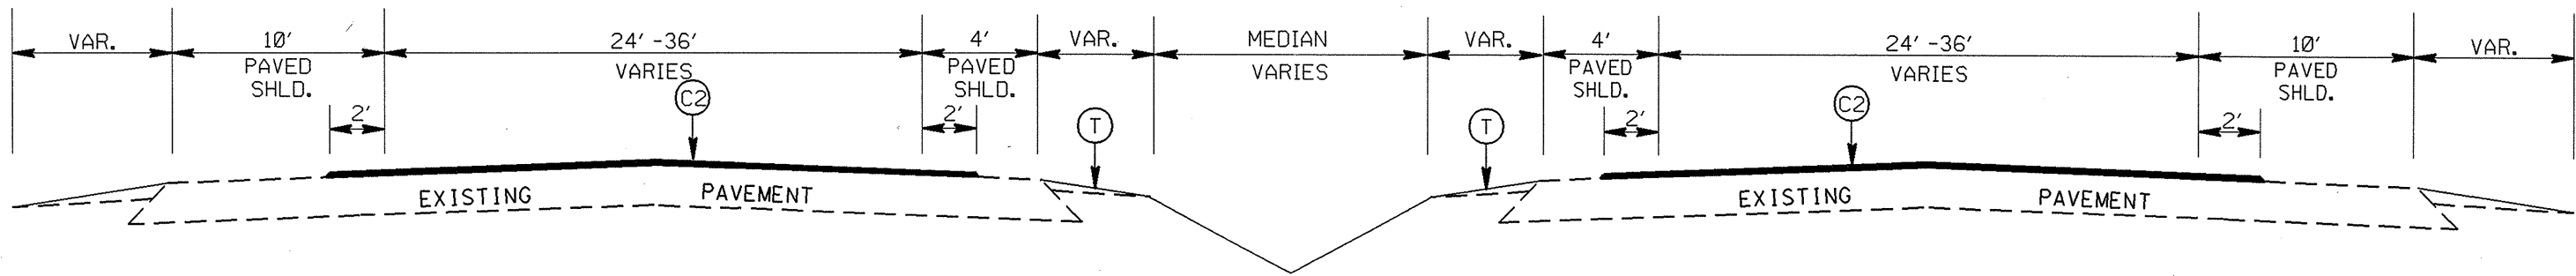 VAR. 10' 24' -36' 4' VAR. MEDIAN VAR. 4' 24' -36' 10' VAR.
PAVED VARIES PAVED VARIES PAVED VARIES PAVED
SHLD. SHLD. SHLD. SHLD.
2' C2 2' T T 2' C2 2'
EXISTING PAVEMENT EXISTING PAVEMENT